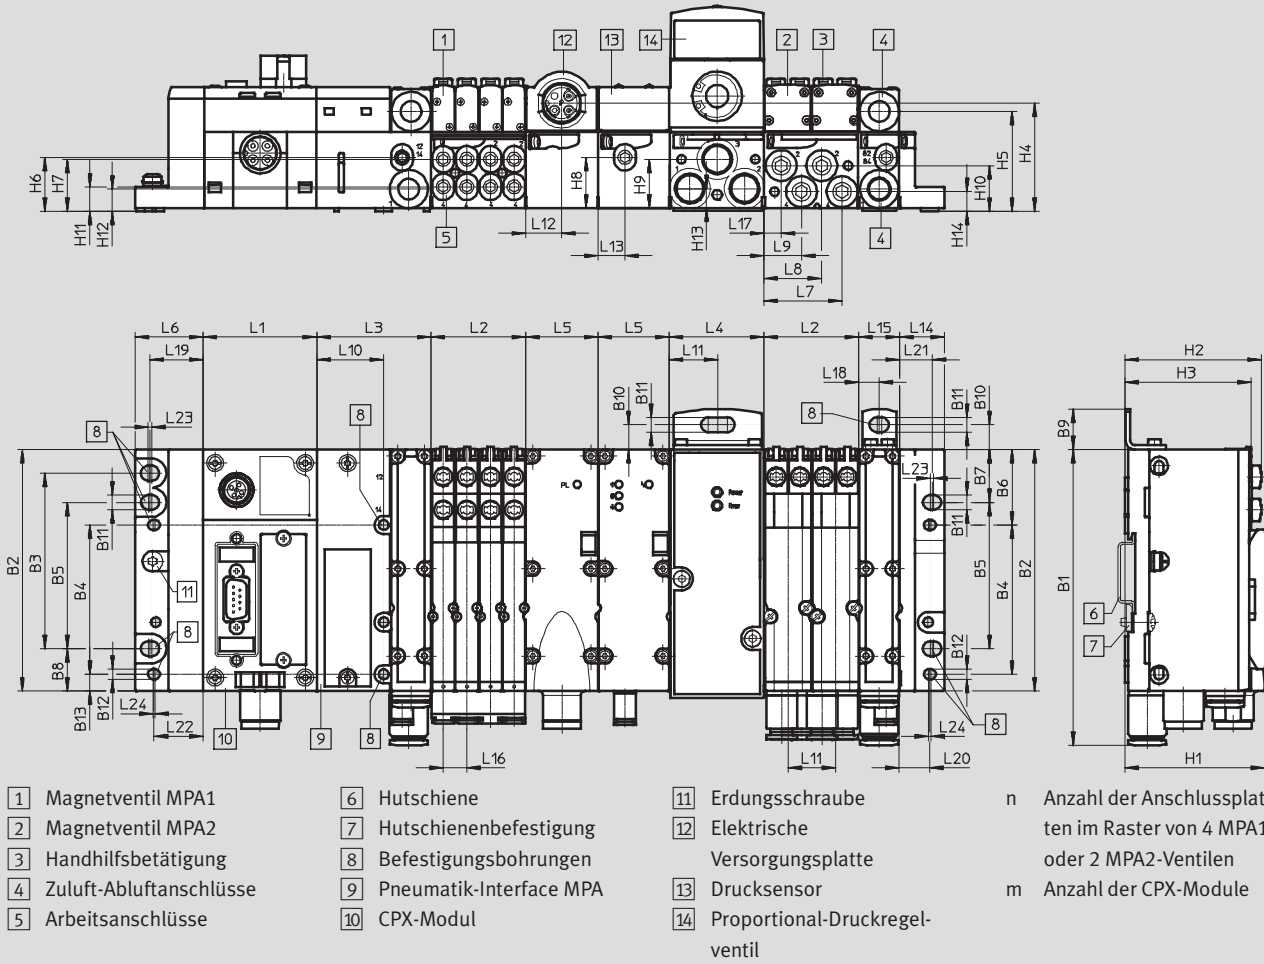 1
12
13
14
2
3
4
H6
H7
H11
H12
5
L12
L13
H8
H9
H13
L17
L9
L8
L7
4
H10
H14
H5
H4
L6
L1
L3
L2
L5
L5
L4
L2
L15
L14
L19
L10
L11
L18
L21
H2
H3
L23
8
8
B10
B11
8
B11
B10
B9
L23
B7
B6
B2
B3
B5
B4
B11
B11
B5
B4
B2
B1
PL
11
8
6
7
B8
B12
B12
B13
L24
L22
10
9
8
L16
L11
L24
L20
8
H1
1 Magnetventil MPA1
2 Magnetventil MPA2
3 Handhilfsbetätigung
4 Zuluft-Abluftanschlüsse
5 Arbeitsanschlüsse
6 Hutschiene
7 Hutschienenbefestigung
8 Befestigungsbohrungen
9 Pneumatik-Interface MPA
10 CPX-Modul
11 Erdungsschraube
12 Elektrische
Versorgungsplatte
13 Drucksensor
14 Proportional-Druckregel-
ventil
n Anzahl der Anschlussplat
ten im Raster von 4 MPA1
oder 2 MPA2-Ventilen
m Anzahl der CPX-Module